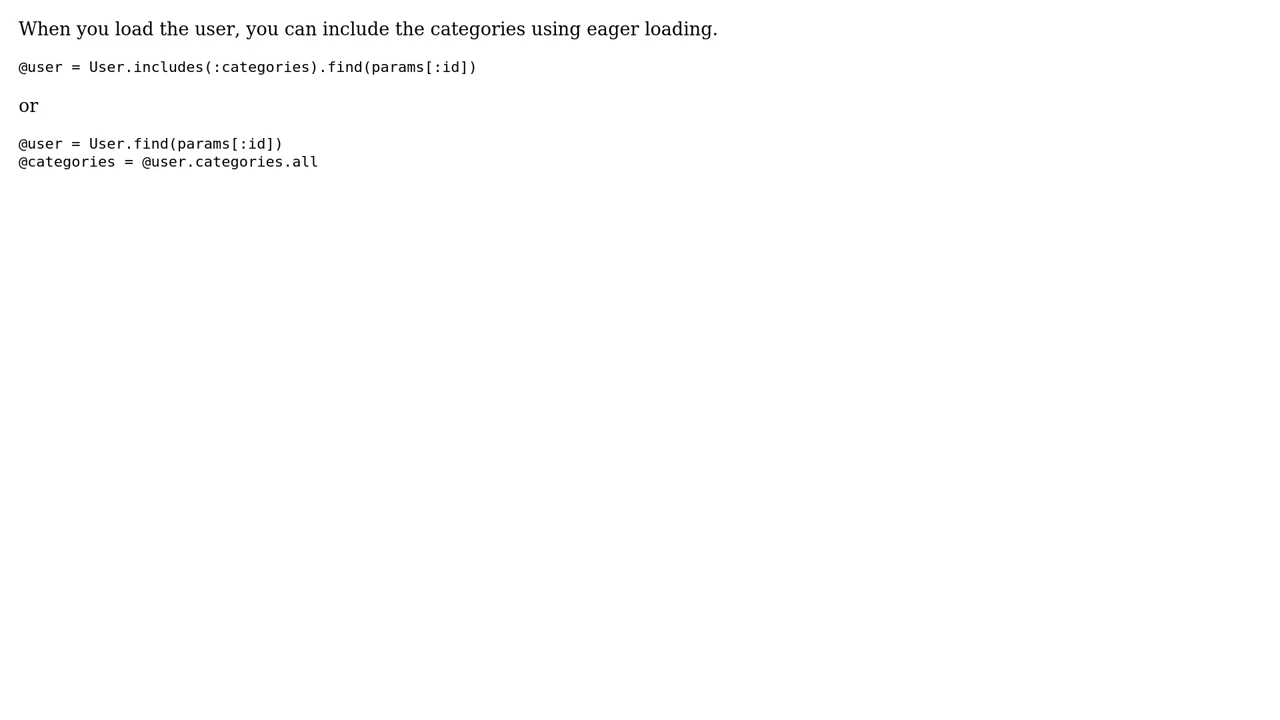 When you load the user, you can include the categories using eager loading.
@user = User.includes(:categories).find(params[:id])
or
@user = User.find(params[:id])
@categories = @user.categories.all